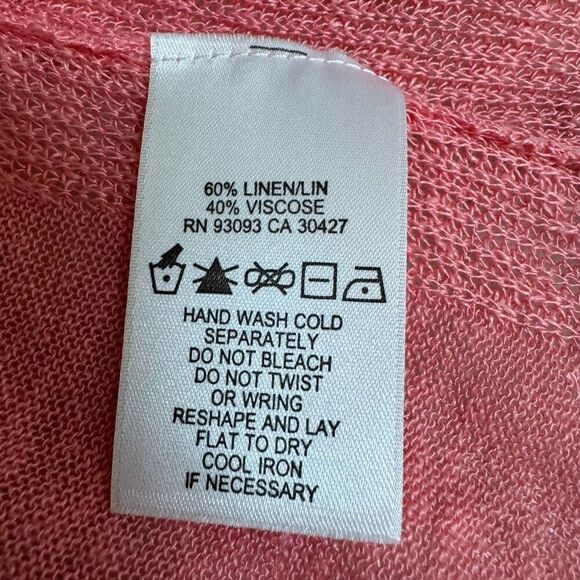 60% LINEN/LIN
40% VISCOSE
RN 93093 CA 30427
HAND WASH COLD
SEPARATELY
DO NOT BLEACH
DO NOT TWIST
OR WRING
RESHAPE AND LAY
FLAT TO DRY
COOL IRON
IF NECESSARY